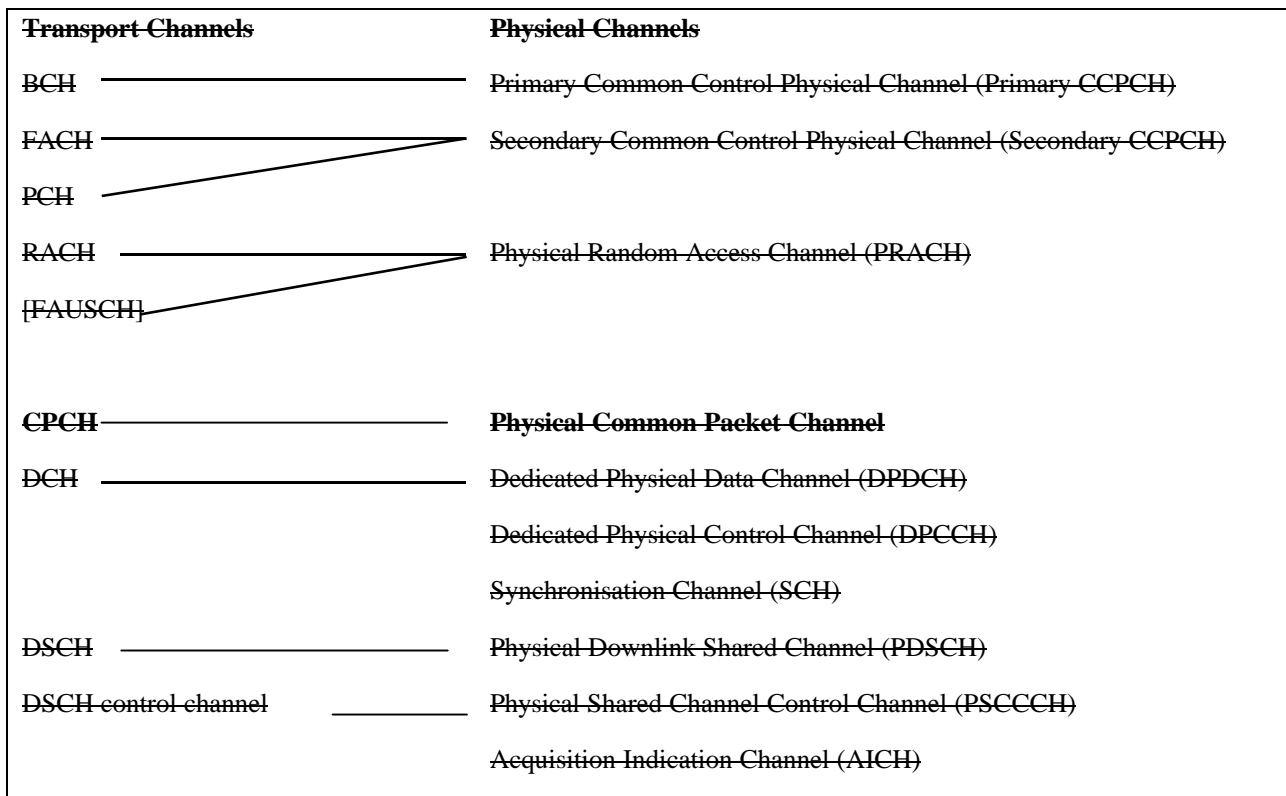 Transport Channels Physical Channels
BCH Primary Common Control Physical Channel (Primary CCPCH)
FACH Secondary Common Control Physical Channel (Secondary CCPCH)
PCH
RACH Physical Random Access Channel (PRACH)
[FAUSCH]
CPCH Physical Common Packet Channel
DCH Dedicated Physical Data Channel (DPDCH)
Dedicated Physical Control Channel (DPCCH)
Synchronisation Channel (SCH)
DSCH Physical Downlink Shared Channel (PDSCH)
DSCH control channel Physical Shared Channel Control Channel (PSCCCH)
Acquisition Indication Channel (AICH)